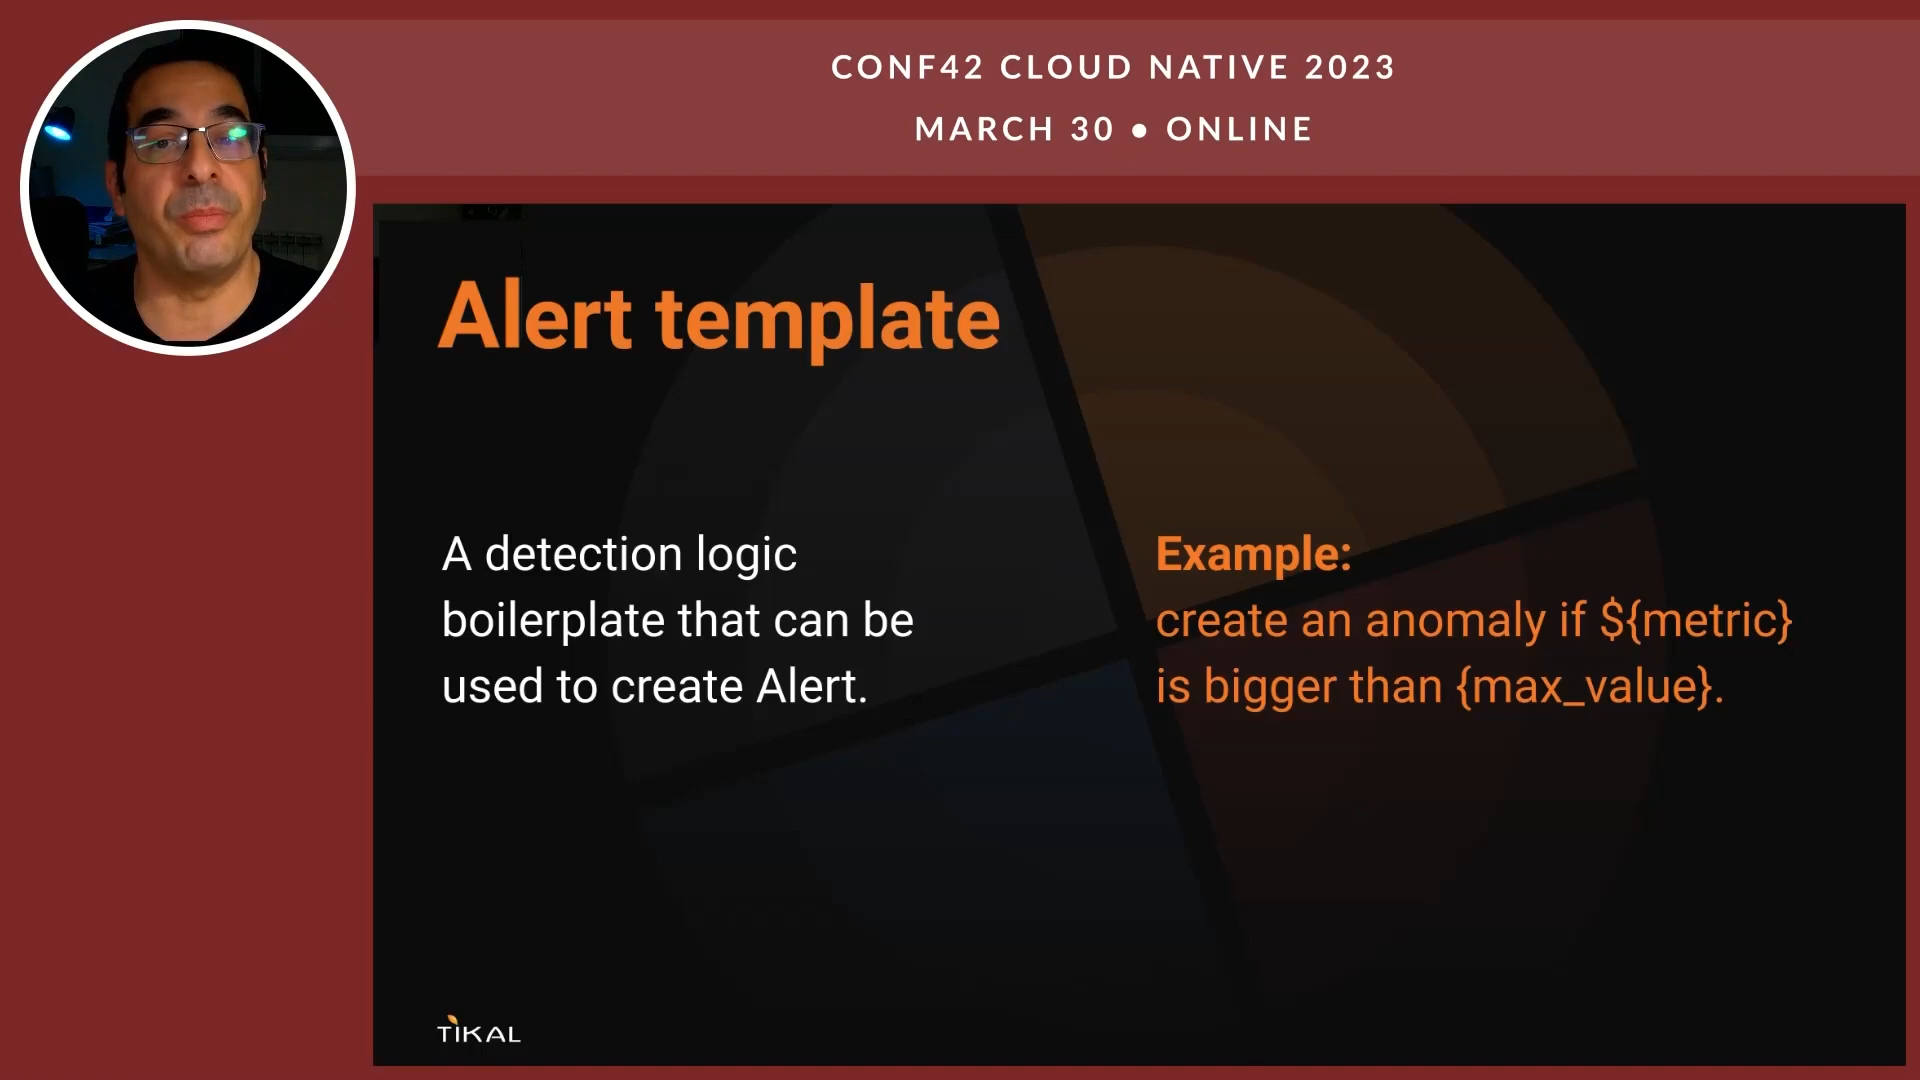 CONF42 CLOUD NATIVE 2023
MARCH 30 ● ONLINE
Alert template
A detection logic
boilerplate that can be
used to create Alert.
Example:
create an anomaly if ${metric}
is bigger than {max_value}.
TIKAL